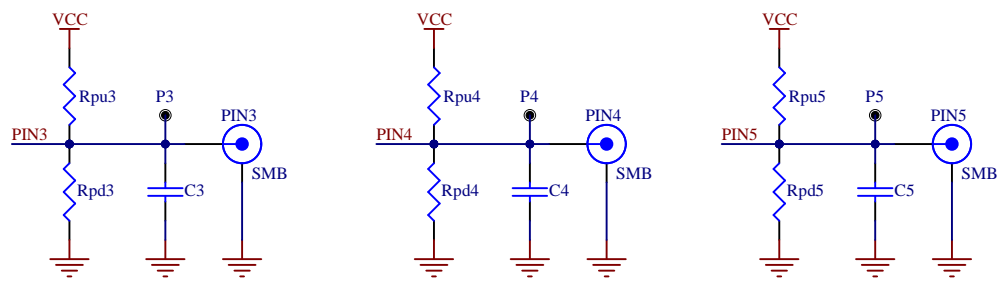 VCC
Rpu3
P3
PIN3
PIN3
SMB
Rpd3
C3
VCC
Rpu4
P4
PIN4
PIN4
SMB
Rpd4
C4
VCC
Rpu5
P5
PIN5
PIN5
SMB
Rpd5
C5